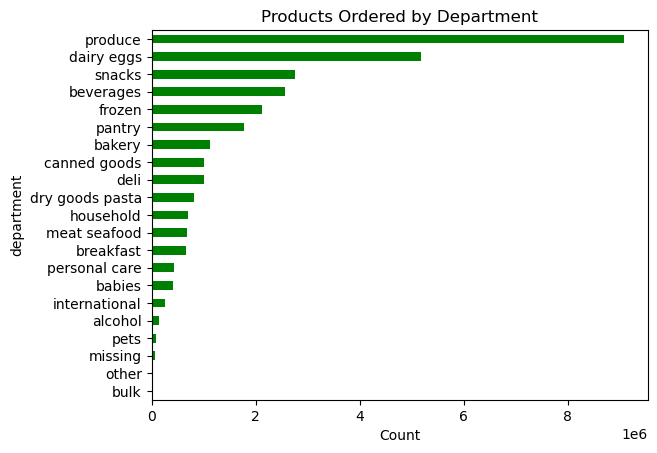 Products Ordered by Department
produce
dairy eggs
snacks
beverages
frozen
pantry
bakery
canned goods
deli
dry goods pasta
household
meat seafood
breakfast
personal care
babies
international
alcohol
pets
missing
other
bulk
department
0 2 4 6 8
1e6
Count